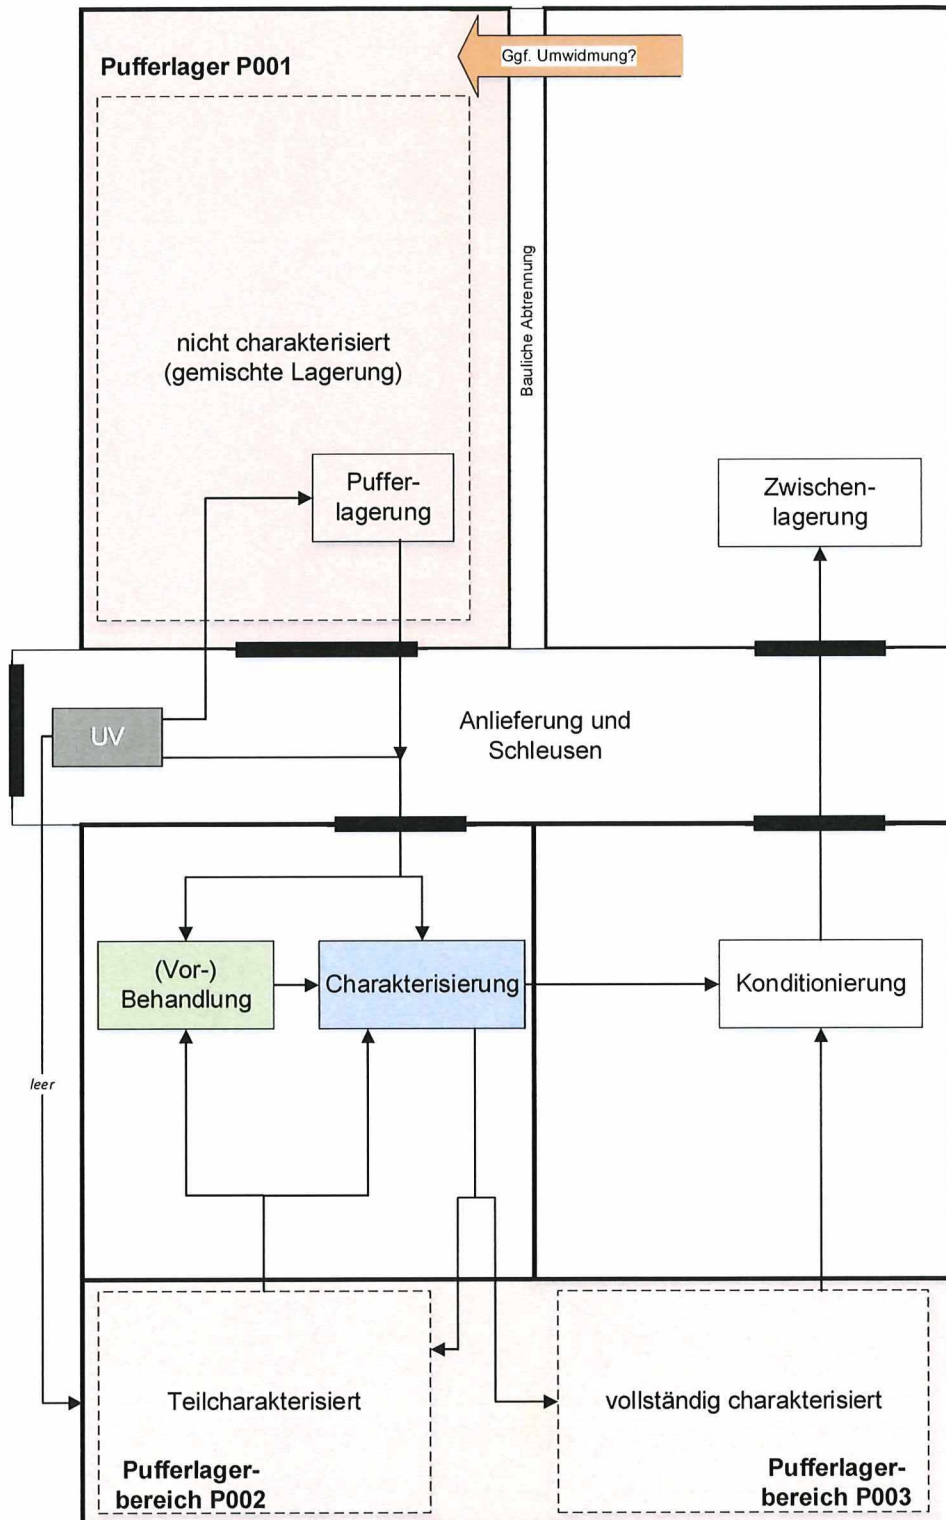 Ggf. Umwidmung?
Pufferlager P001
Bauliche Abtrennung
nicht charakterisiert
(gemischte Lagerung)
Puffer-
lagerung
Zwischen-
lagerung
UV
Anlieferung und
Schleusen
(Vor-)
Behandlung
Charakterisierung
Konditionierung
leer
Teilcharakterisiert
vollständig charakterisiert
Pufferlager-
bereich P002
Pufferlager-
bereich P003